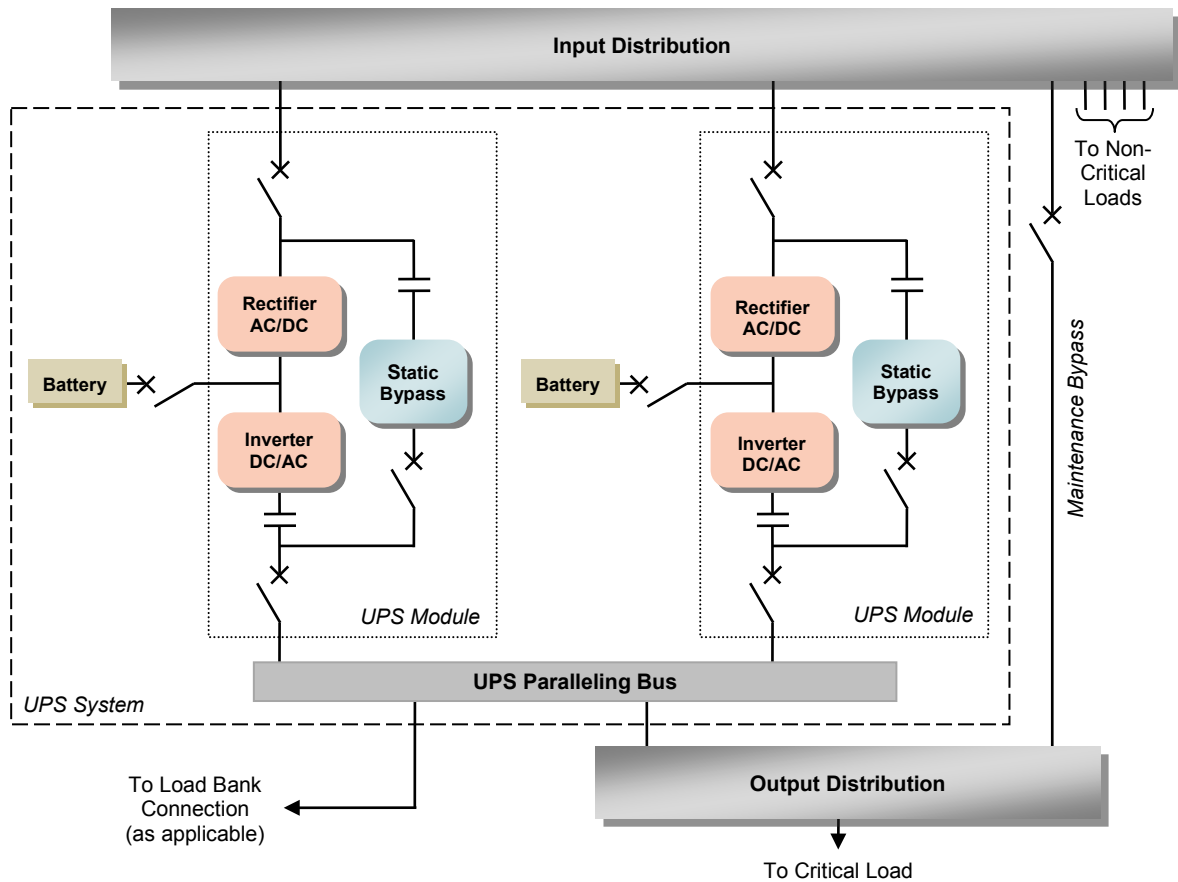 Input Distribution
To Non-
Critical
Loads
Rectifier
AC/DC
Static
Bypass
Battery
Inverter
DC/AC
UPS Module
Rectifier
AC/DC
Static
Bypass
Battery
Inverter
DC/AC
UPS Module
Maintenance Bypass
UPS Paralleling Bus
UPS System
To Load Bank
Connection
(as applicable)
Output Distribution
To Critical Load